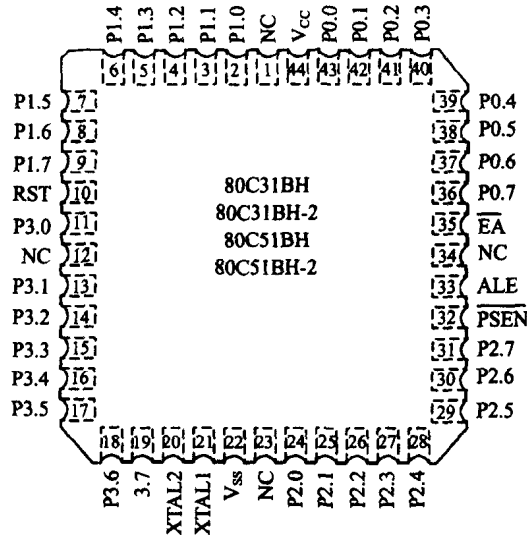 P1.4 P1.3 P1.2 P1.1 P1.0 NC VCC P0.0 P0.1 P0.2 P0.3
6 5 4 3 2 1 44 43 42 41 40
P1.5 7 39 P0.4
P1.6 8 38 P0.5
P1.7 9 37 P0.6
RST 10 36 P0.7
P3.0 11 35 EA
NC 12 34 NC
P3.1 13 33 ALE
P3.2 14 32 PSEN
P3.3 15 31 P2.7
P3.4 16 30 P2.6
P3.5 17 29 P2.5
80C31BH
80C31BH-2
80C51BH
80C51BH-2
18 19 20 21 22 23 24 25 26 27 28
P3.6 3.7 XTAL2 XTAL1 VSS NC P2.0 P2.1 P2.2 P2.3 P2.4